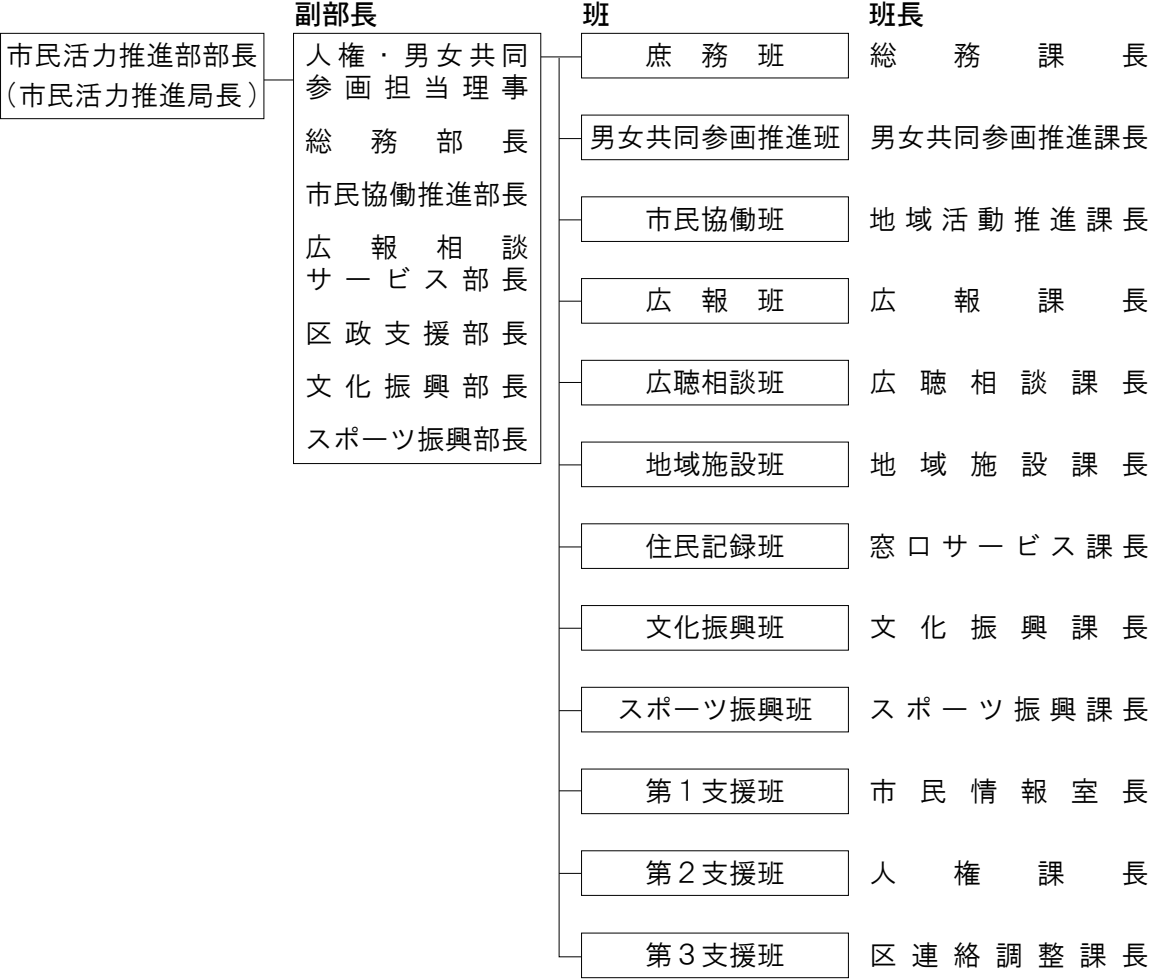 副部長
班
班長
市民活力推進部部長
（市民活力推進局長）
人権・男女共同
参画担当理事
総務部長
市民協働推進部長
広報相談
サービス部長
区政支援部長
文化振興部長
スポーツ振興部長
庶務班
総務課長
男女共同参画推進班
男女共同参画推進課長
市民協働班
地域活動推進課長
広報班
広報課長
広聴相談班
広聴相談課長
地域施設班
地域施設課長
住民記録班
窓口サービス課長
文化振興班
文化振興課長
スポーツ振興班
スポーツ振興課長
第１支援班
市民情報室長
第２支援班
人権課長
第３支援班
区連絡調整課長